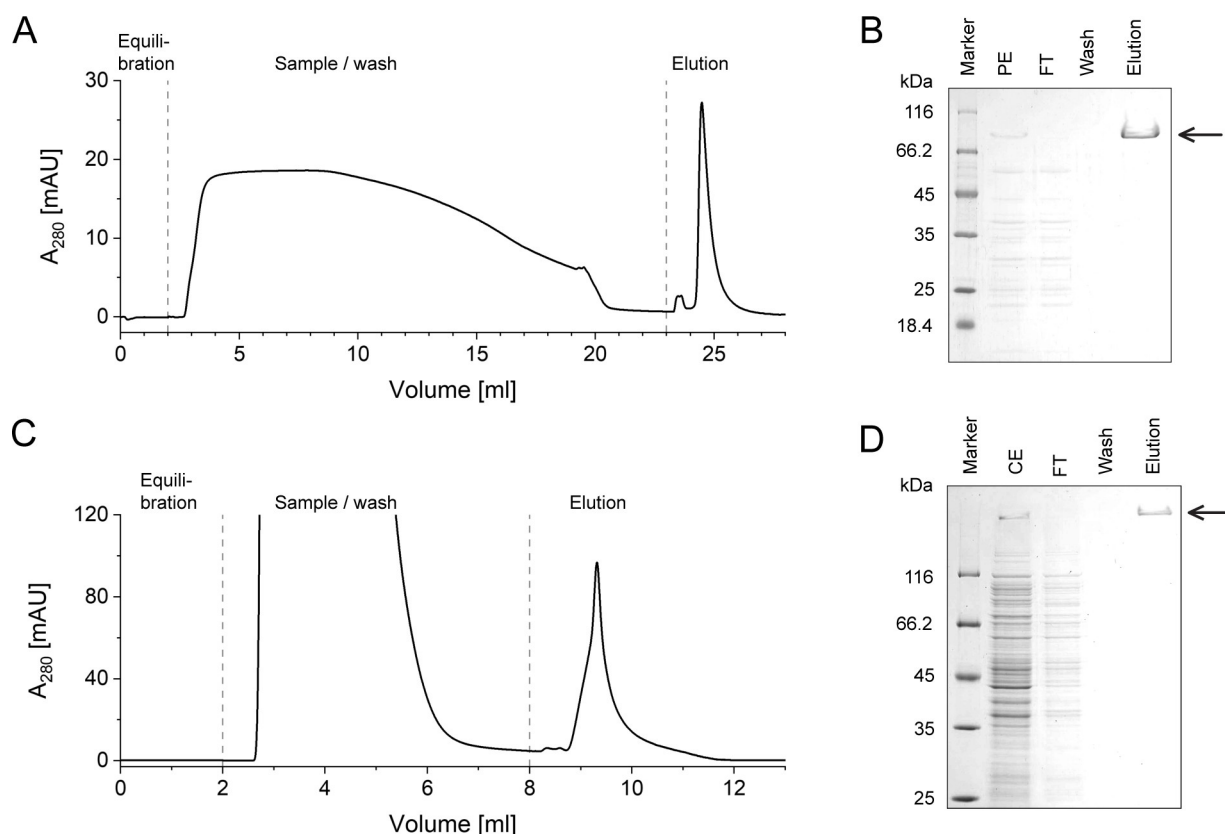 A
Equili-
bration
Sample / wash
Elution
30
20
10
0
A280 [mAU]
0 5 10 15 20 25
Volume [ml]
B
kDa
Marker
PE
FT
Wash
Elution
116
66.2
45
35
25
18.4
C
Equili-
bration
Sample / wash
Elution
120
80
40
0
A280 [mAU]
0 2 4 6 8 10 12
Volume [ml]
D
kDa
Marker
CE
FT
Wash
Elution
116
66.2
45
35
25